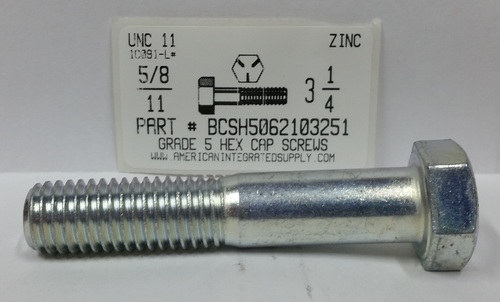 UNC 11 ZINC
1C091-L#
5/8
11
3 1/4
PART # BCSH5062103251
GRADE 5 HEX CAP SCREWS
WWW.AMERICANINTEGRATEDSUPPLY.COM